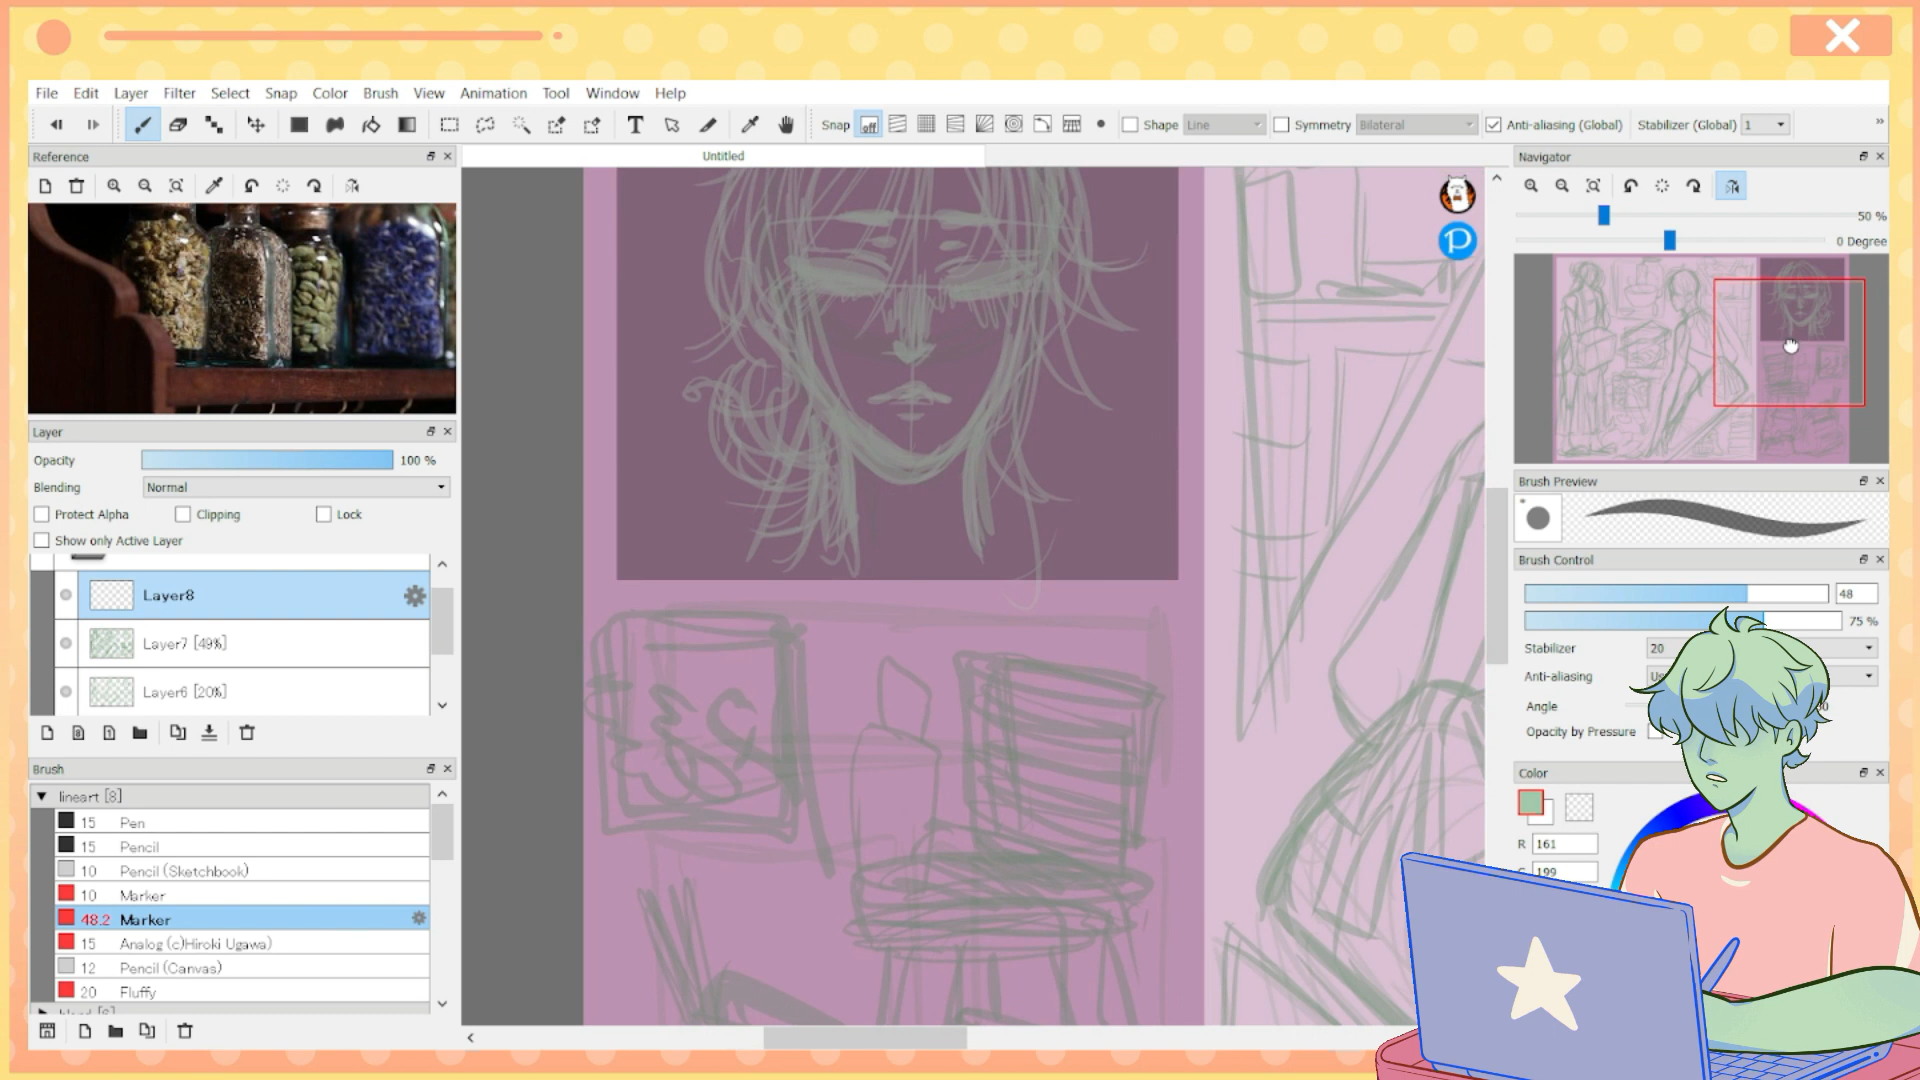 File Edit Layer Filter Select Snap Color Brush View Animation Tool Window Help
T Snap off Shape Line Symmetry Bilateral Anti-aliasing (Global) Stabilizer (Global) 1 »
Reference
Untitled
Navigator
50 %
0 Degree
P
Layer
Opacity 100 %
Blending Normal
Protect Alpha Clipping Lock
Show only Active Layer
Layer8
Layer7 [49%]
Layer6 [20%]
Brush
lineart [8]
15 Pen
15 Pencil
10 Pencil (Sketchbook)
10 Marker
48.2 Marker
15 Analog (c)Hiroki Ugawa)
12 Pencil (Canvas)
20 Fluffy
Brush Preview
Brush Control
48
75 %
Stabilizer 20
Anti-aliasing
Angle
Opacity by Pressure
Color
R 161
199